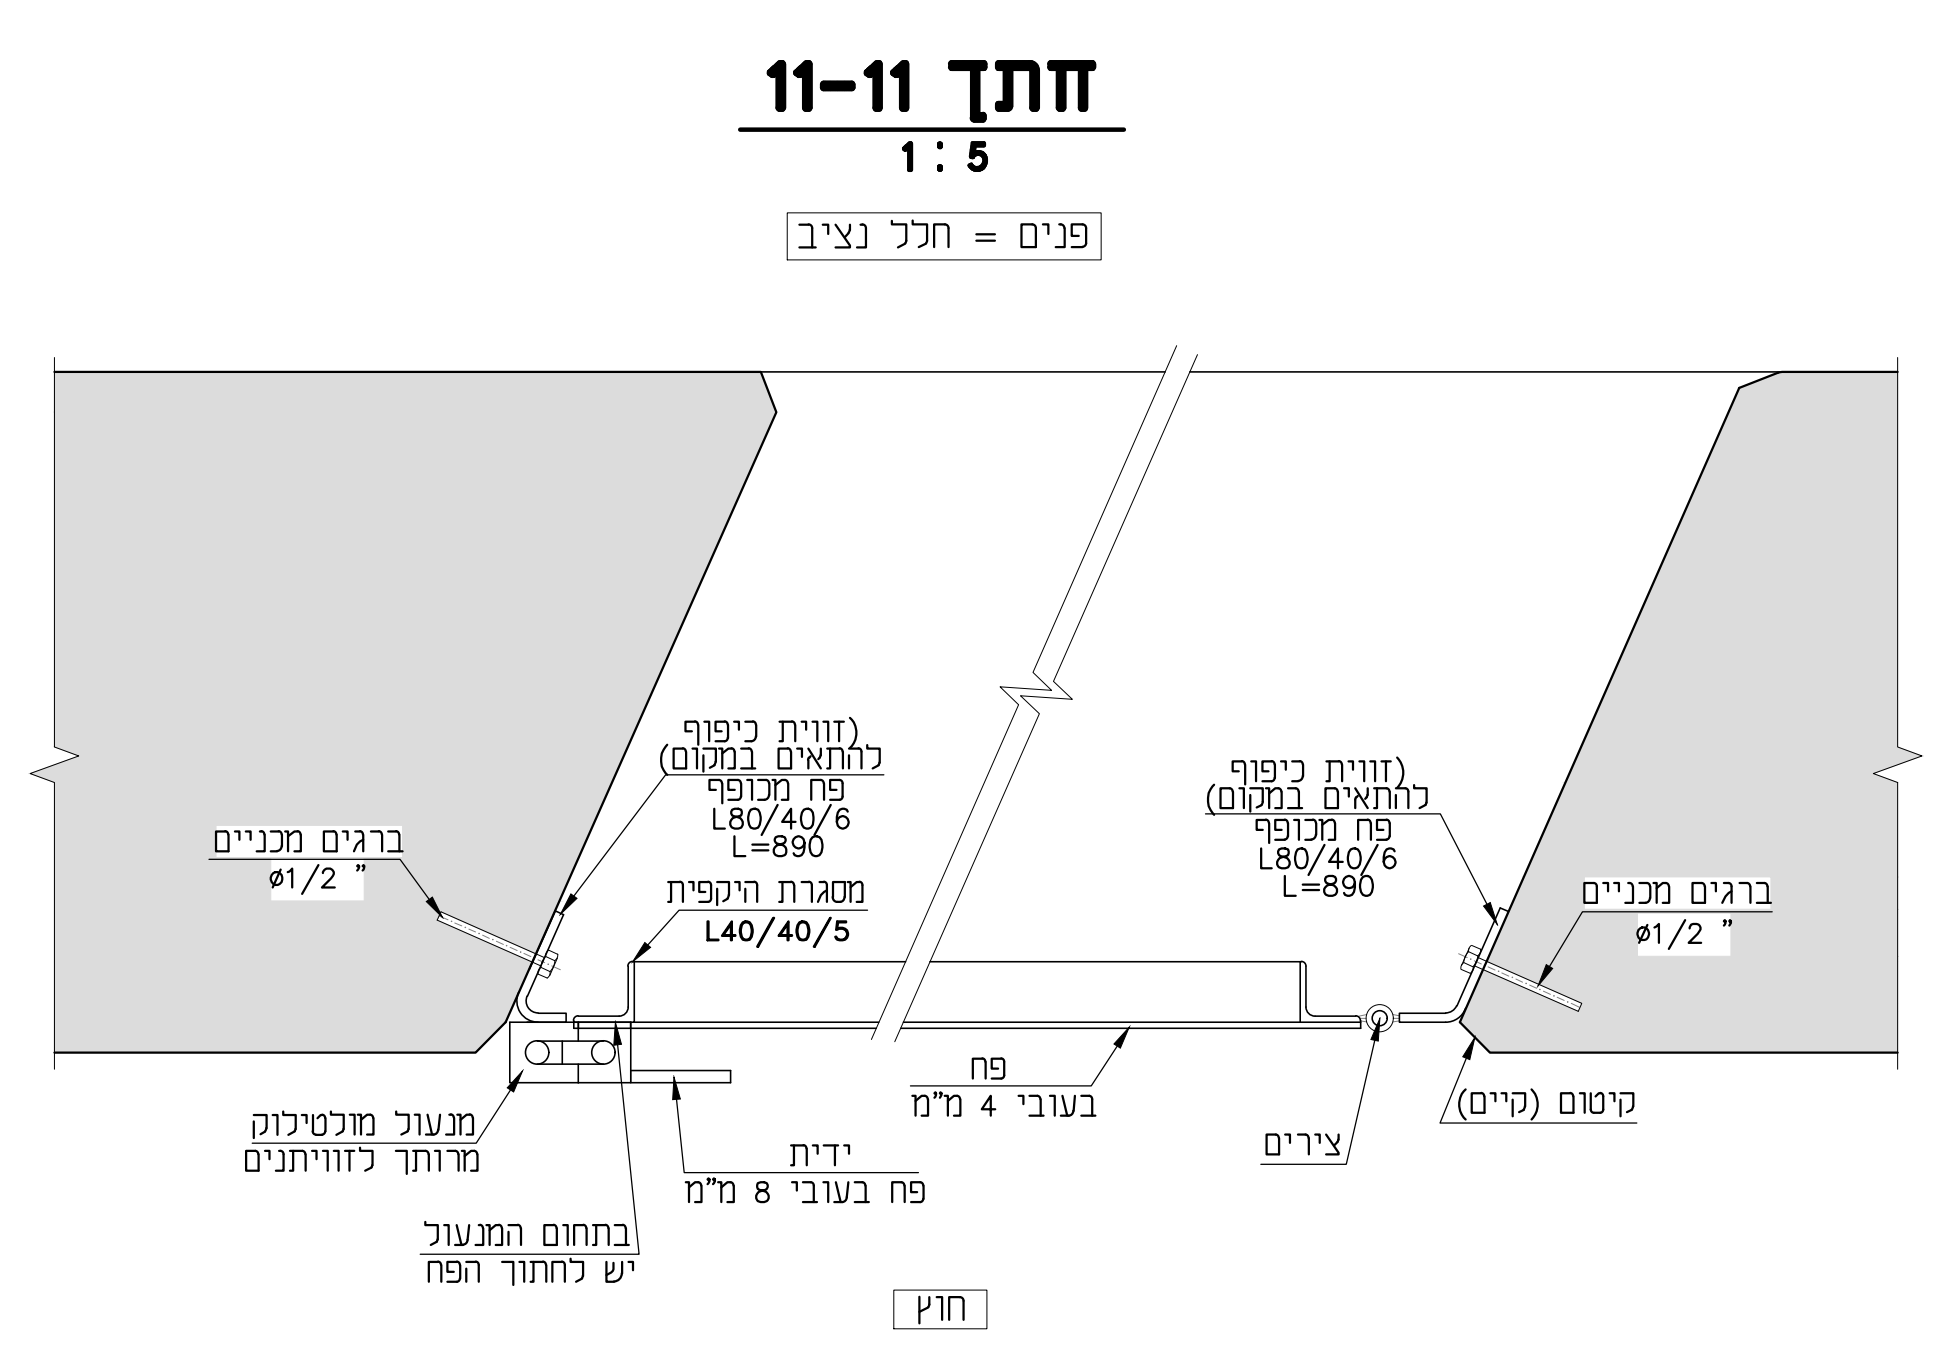 חתך 11-11
1 : 5
פנים = חלל נציב
(זווית כיפוף
להתאים במקום)
פח מכופף
L80/40/6
L=890
(זווית כיפוף
להתאים במקום)
פח מכופף
L80/40/6
L=890
ברגים מכניים
ø1/2 ”
מסגרת היקפית
L40/40/5
ברגים מכניים
ø1/2 ”
פח
בעובי 4 מ”מ
קיטום (קיים)
צירים
מנעול מולטילוק
מרותך לזוויתנים
ידית
פח בעובי 8 מ”מ
בתחום המנעול
יש לחתוך הפח
חוץ